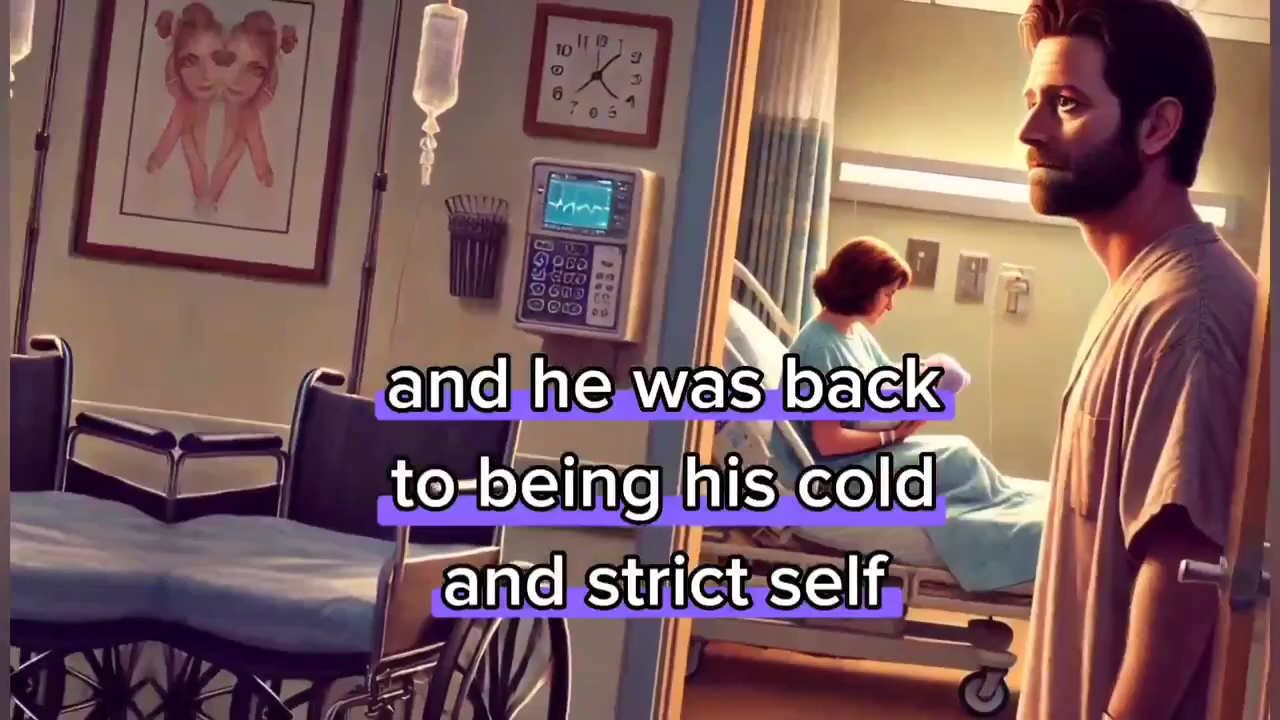 and he was back
to being his cold
and strict self